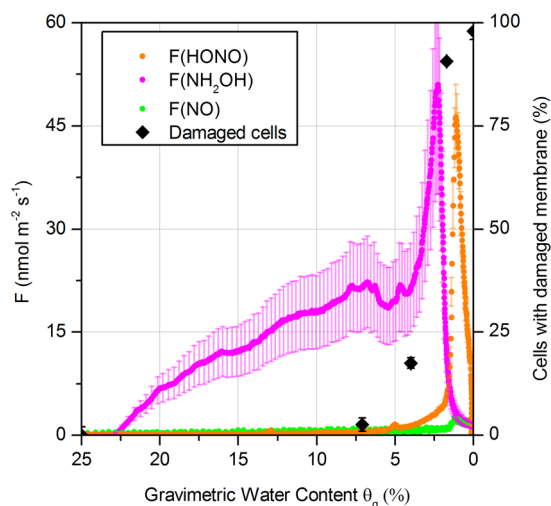 F(HONO)
F(NH₂OH)
F(NO)
Damaged cells
F (nmol m⁻² s⁻¹)
60
45
30
15
0
Cells with damaged membrane (%)
100
75
50
25
0
25 20 15 10 5 0
Gravimetric Water Content θg (%)